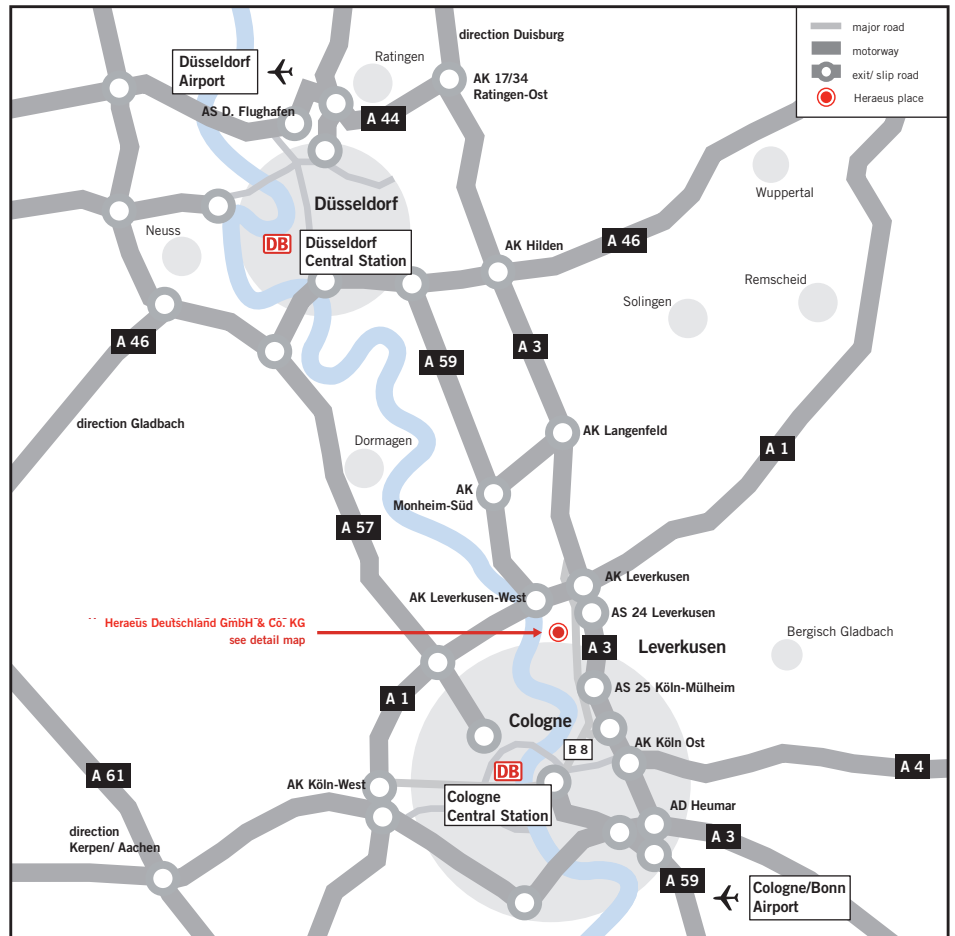 direction Duisburg
major road
motorway
exit/ slip road
Heraeus place
Düsseldorf
Airport
Ratingen
AK 17/34
Ratingen-Ost
AS D. Flughafen
A 44
Wuppertal
Düsseldorf
Neuss
DB
Düsseldorf
Central Station
AK Hilden
A 46
Remscheid
Solingen
A 46
A 59
A 3
direction Gladbach
AK Langenfeld
Dormagen
A 1
AK
Monheim-Süd
A 57
AK Leverkusen
AK Leverkusen-West
AS 24 Leverkusen
Heraeus Deutschland GmbH & Co. KG
see detail map
Bergisch Gladbach
A 3
Leverkusen
AS 25 Köln-Mülheim
A 1
Cologne
B 8
AK Köln Ost
A 4
A 61
DB
AK Köln-West
Cologne
Central Station
AD Heumar
A 3
direction
Kerpen/ Aachen
A 59
Cologne/Bonn
Airport